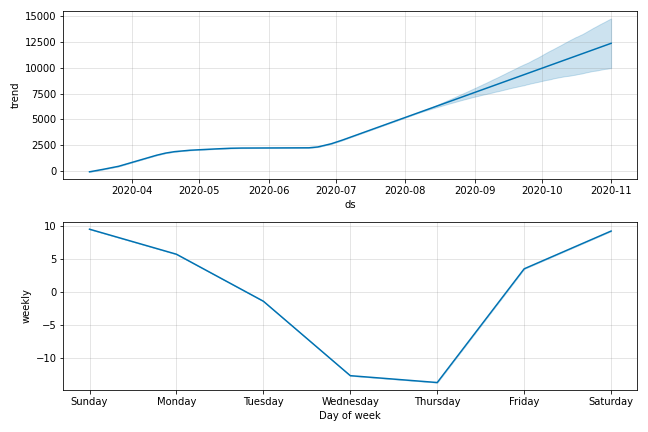 15000
12500
10000
7500
5000
2500
0
trend
2020-04 2020-05 2020-06 2020-07 2020-08 2020-09 2020-10 2020-11
ds
10
5
0
−5
−10
weekly
Sunday Monday Tuesday Wednesday Thursday Friday Saturday
Day of week